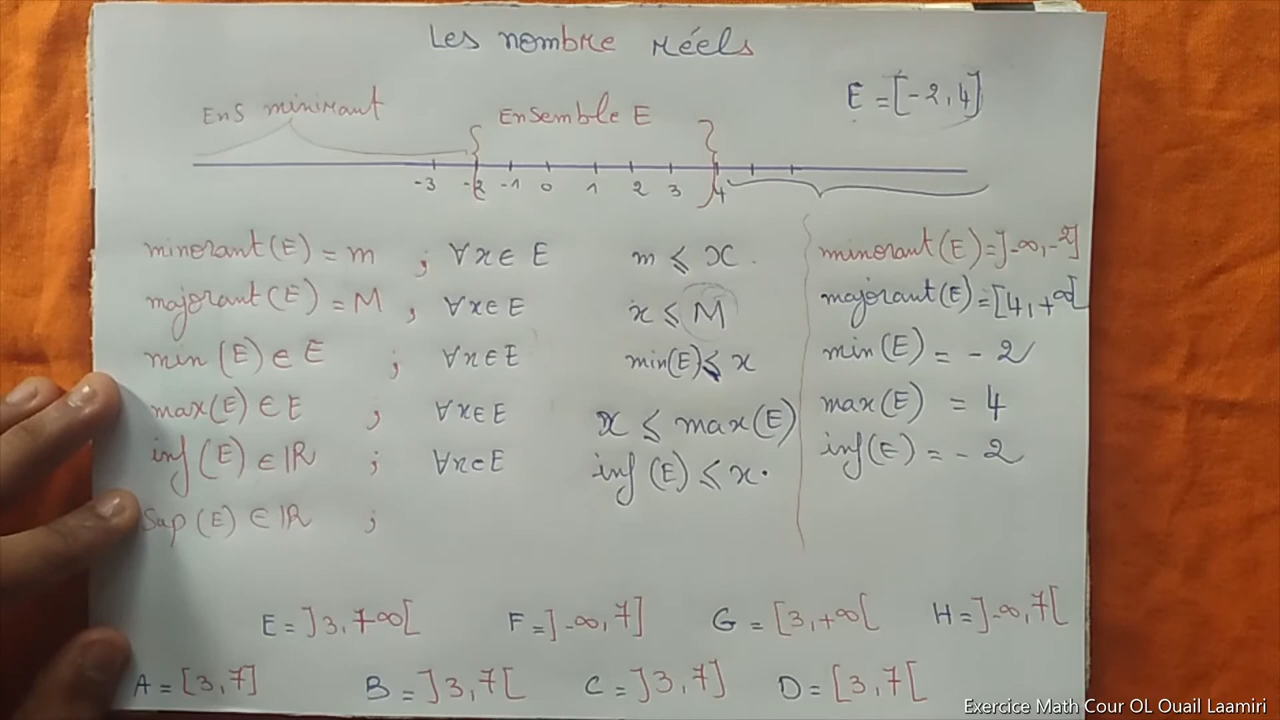 Les nombre réels
E = [-2, 4]
Ens minirant
Ensemble E
-3 -2 -1 0 1 2 3 4
minorant(E) = m ; ∀x∈E m ⩽ x. minorant(E)=]-∞,-2]
majorant(E) = M, ∀x∈E x ⩽ M majorant(E)=[4,+∞[
min(E) ∈ E ; ∀x∈E min(E) ⩽ x min(E) = -2
max(E) ∈ E ; ∀x∈E x ⩽ max(E) max(E) = 4
inf(E) ∈ IR ; ∀x∈E inf(E) ⩽ x. inf(E) = -2
Sup(E) ∈ IR ;
E = ]3, +∞[ F = ]-∞, 7] G = [3, +∞[ H = ]-∞, 7[
A = [3, 7] B = ]3, 7[ C = ]3, 7] D = [3, 7[
Exercice Math Cour OL Ouail Laamiri